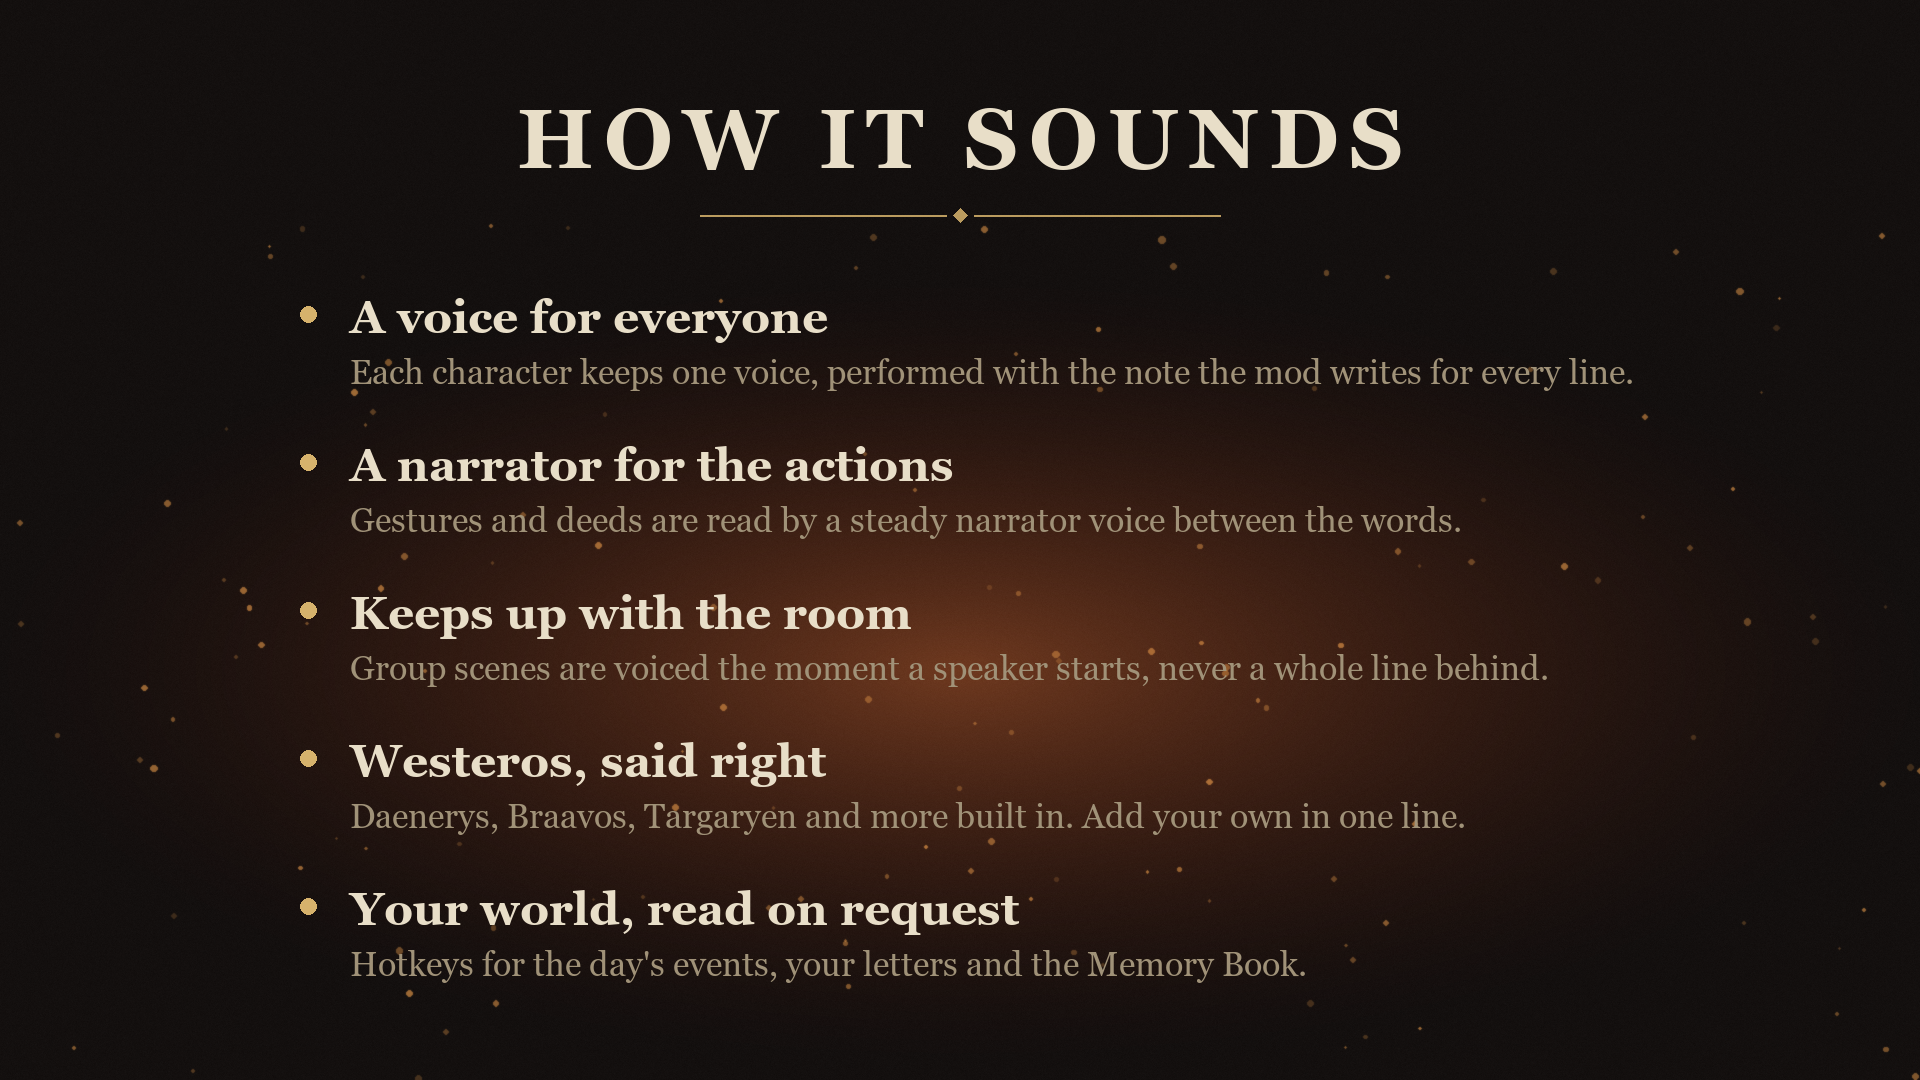 HOW IT SOUNDS
A voice for everyone
Each character keeps one voice, performed with the note the mod writes for every line.
A narrator for the actions
Gestures and deeds are read by a steady narrator voice between the words.
Keeps up with the room
Group scenes are voiced the moment a speaker starts, never a whole line behind.
Westeros, said right
Daenerys, Braavos, Targaryen and more built in. Add your own in one line.
Your world, read on request
Hotkeys for the day's events, your letters and the Memory Book.